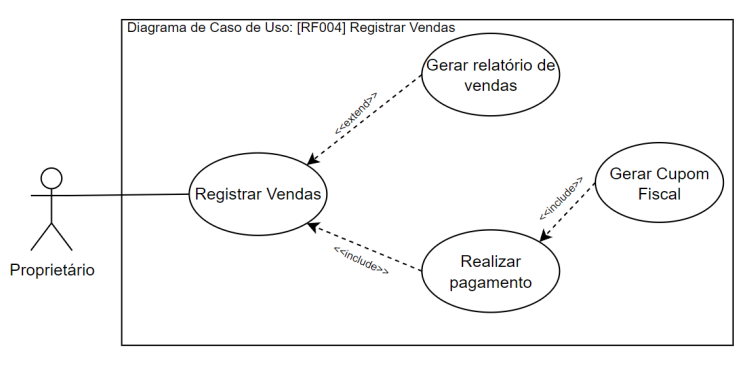 Diagrama de Caso de Uso: [RF004] Registrar Vendas
Gerar relatório de
vendas
<<extend>>
Gerar Cupom
Fiscal
<<include>>
Registrar Vendas
<<include>>
Realizar
pagamento
Proprietário